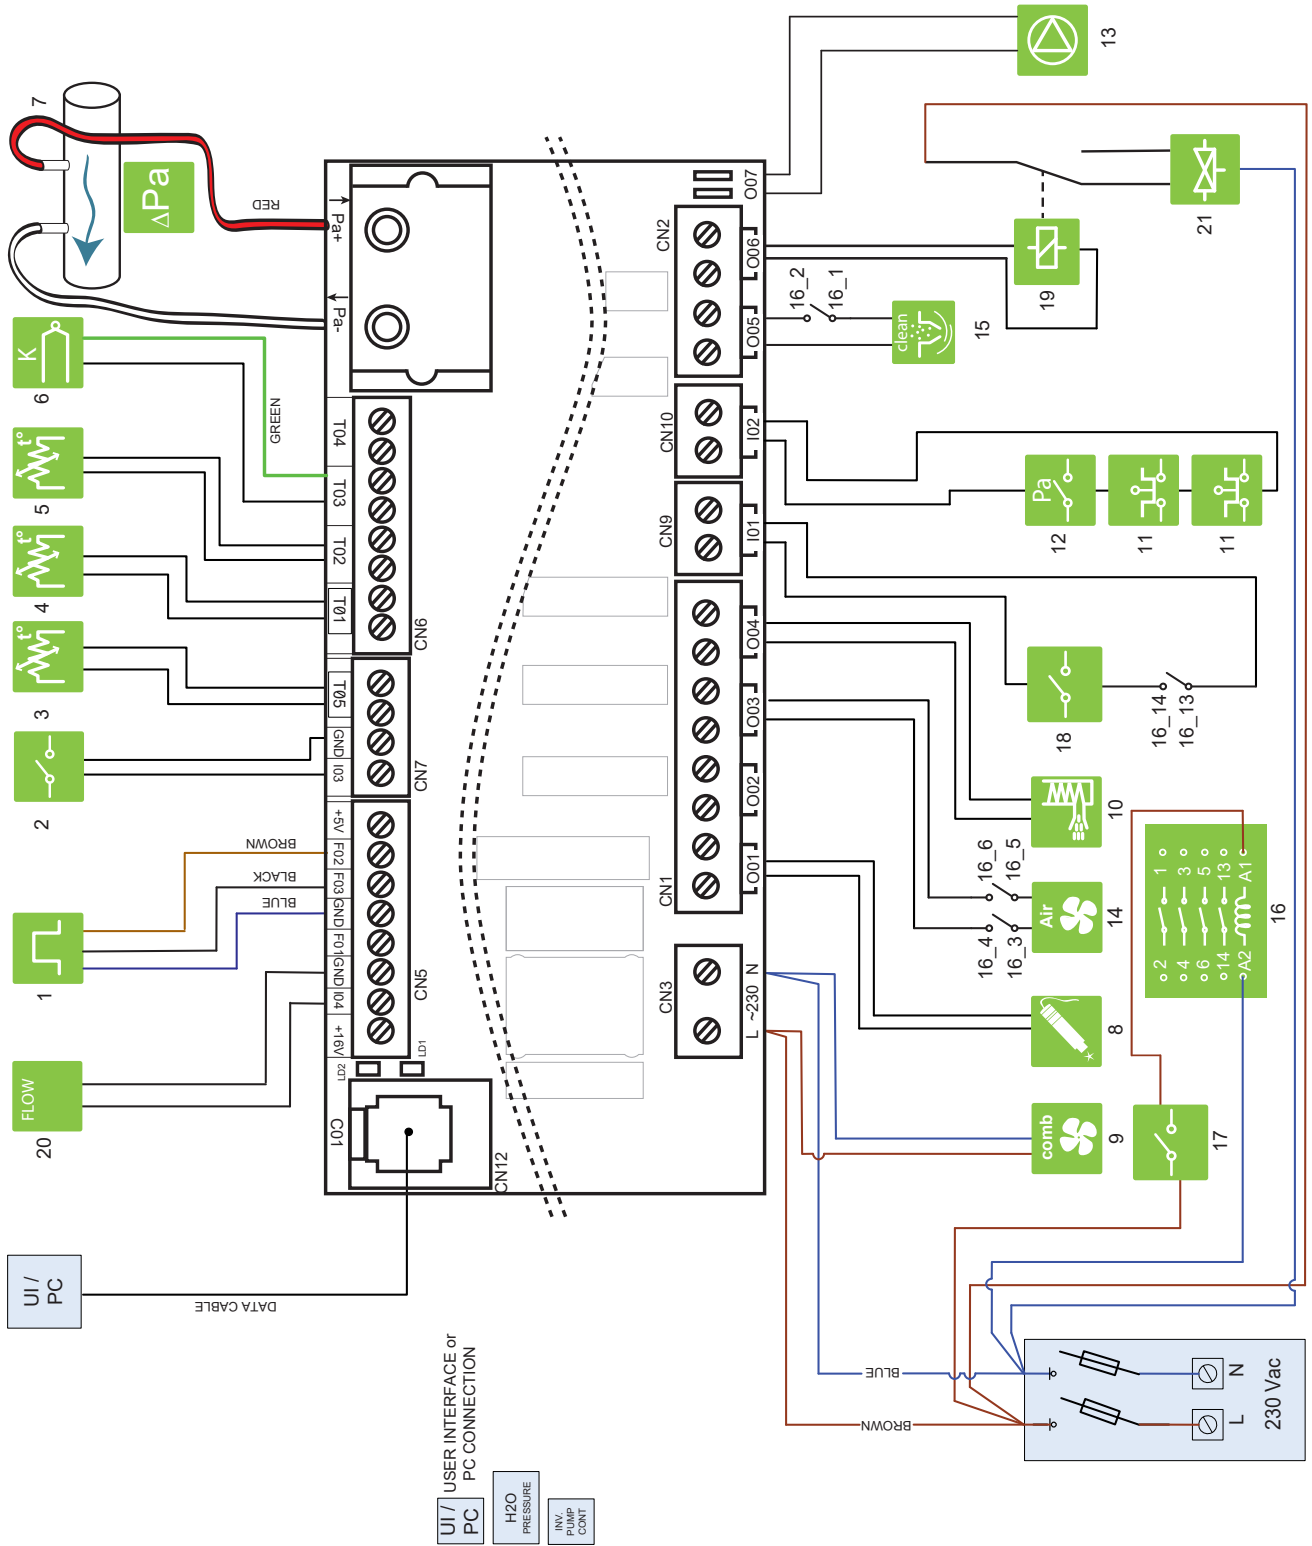 7
ΔPa
RED
Pa+
Pa-
K
6
GREEN
t°
5
t°
4
t°
3
2
BROWN
BLACK
BLUE
1
FLOW
20
UI /
PC
DATA CABLE
T04
T03
T02
T01
CN6
T05
GND
I03
CN7
+5V
F02
F03
GND
F01
GND
I04
+16V
CN5
LD2
LD1
C01
CN12
O07
CN2
O06
O05
CN10
I02
CN9
I01
O04
O03
O02
O01
CN1
CN3
L ~230 N
13
21
19
16_2
16_1
clean
15
Pa
12
11
11
18
16_14
16_13
10
16_6
16_5
16_4
16_3
Air
14
8
comb
9
2 1
4 3
6 5
14 13
A2 A1
16
17
BLUE
BROWN
N
L
230 Vac
UI /
PC
USER INTERFACE or
PC CONNECTION
H2O
PRESSURE
INV.
PUMP
CONT